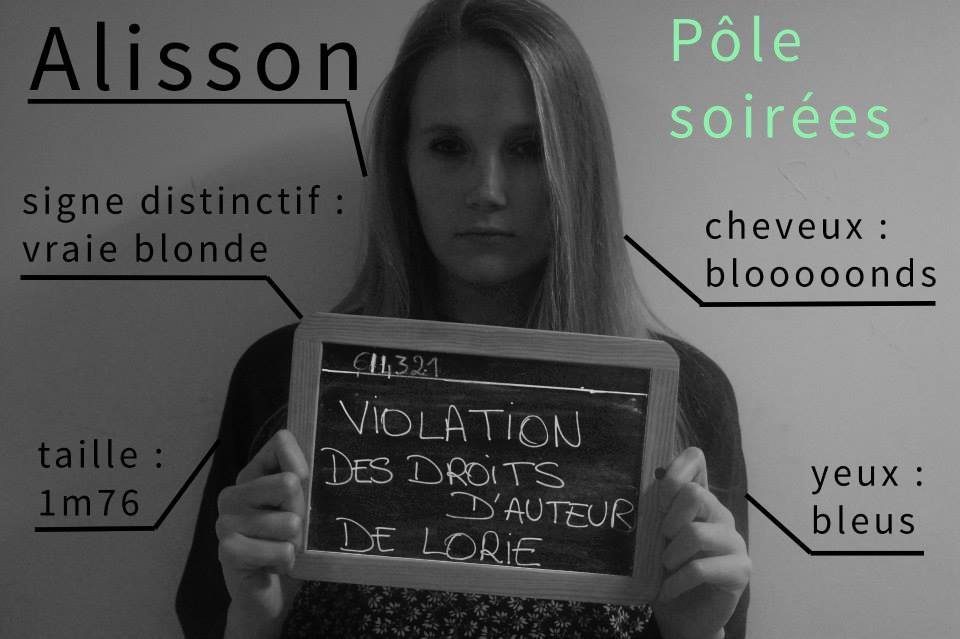 Alisson
Pôle
soirées
signe distinctif :
vraie blonde
cheveux :
blooooonds
VIOLATION
DES DROITS
D'AUTEUR
DE LORIE
taille :
1m76
yeux :
bleus